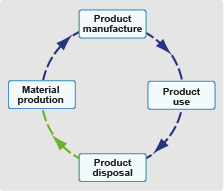 Product
manufacture
Product
use
Product
disposal
Material
prodution